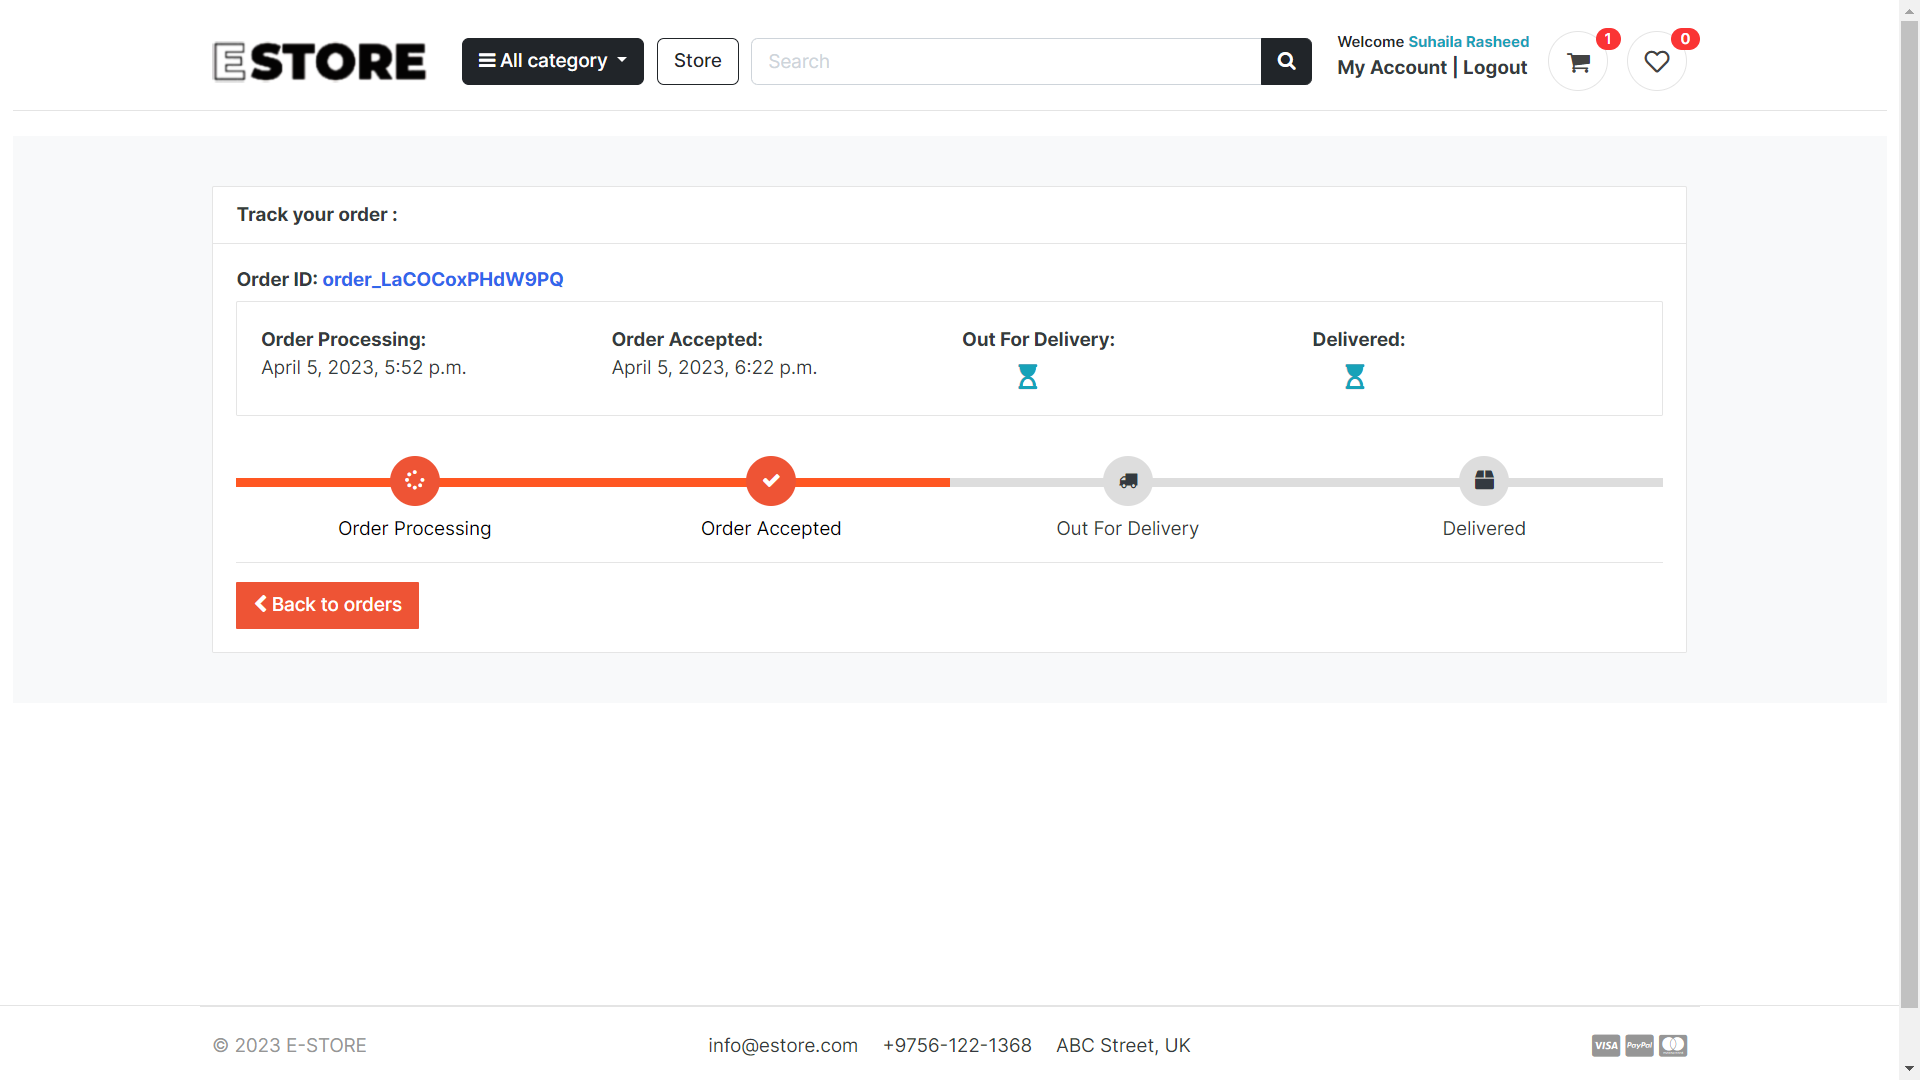 ESTORE
All category
Store
Search
Welcome Suhaila Rasheed
My Account | Logout
1
0
Track your order :
Order ID: order_LaCOCoxPHdW9PQ
Order Processing:
April 5, 2023, 5:52 p.m.
Order Accepted:
April 5, 2023, 6:22 p.m.
Out For Delivery:
Delivered:
Order Processing
Order Accepted
Out For Delivery
Delivered
Back to orders
© 2023 E-STORE
info@estore.com
+9756-122-1368
ABC Street, UK
VISA
PayPal